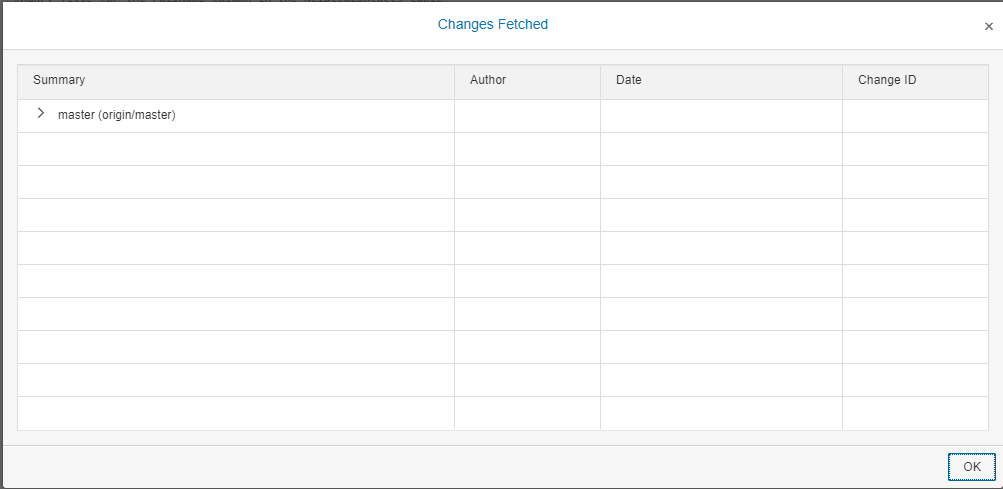 Changes Fetched
×
Summary Author Date Change ID
master (origin/master)
OK